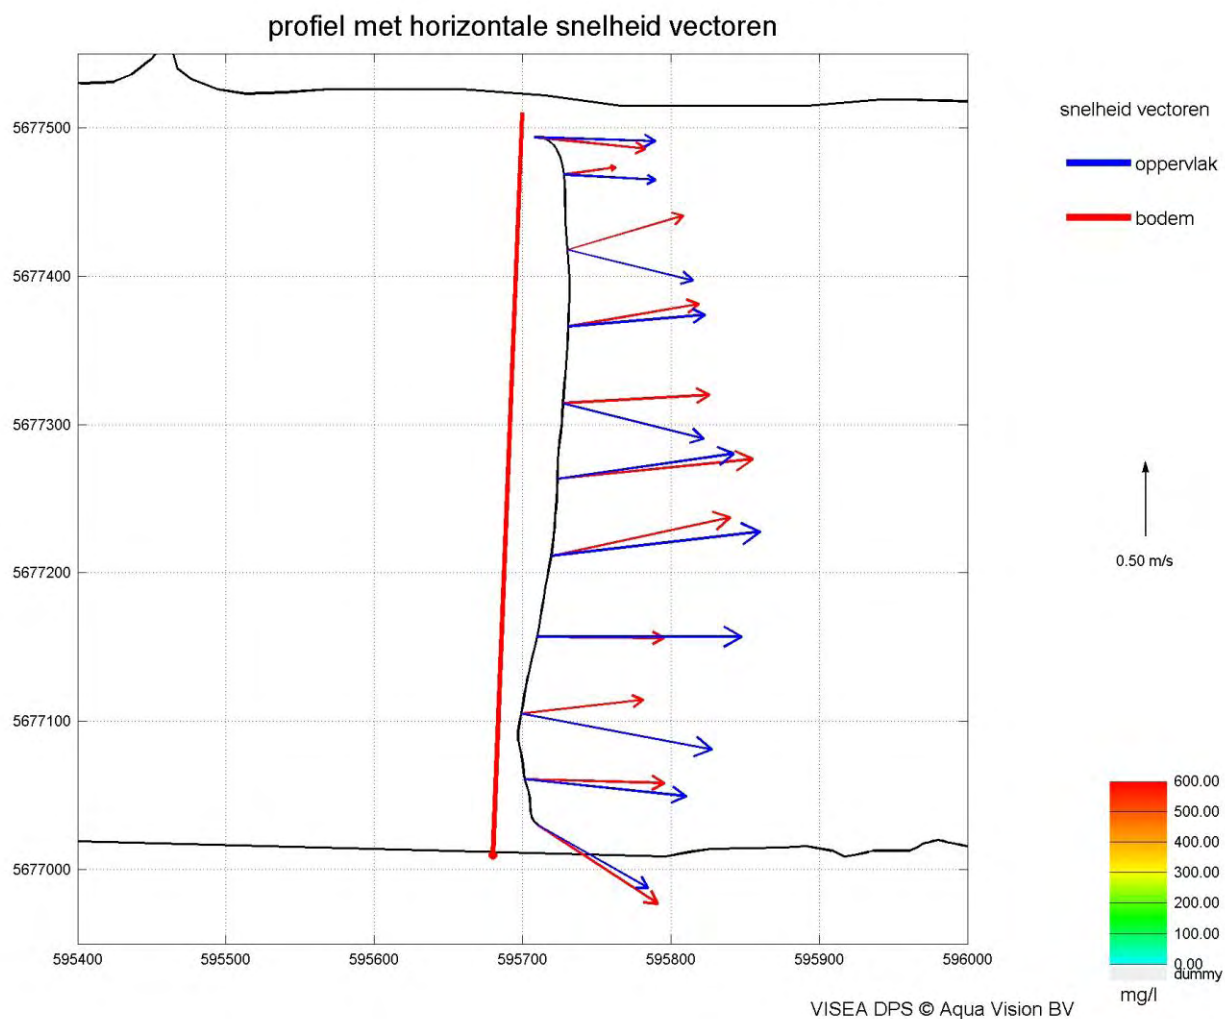 profiel met horizontale snelheid vectoren
snelheid vectoren
oppervlak
bodem
5677500
5677400
5677300
5677200
5677100
5677000
595400 595500 595600 595700 595800 595900 596000
0.50 m/s
600.00
500.00
400.00
300.00
200.00
100.00
0.00
dummy
mg/l
VISEA DPS © Aqua Vision BV